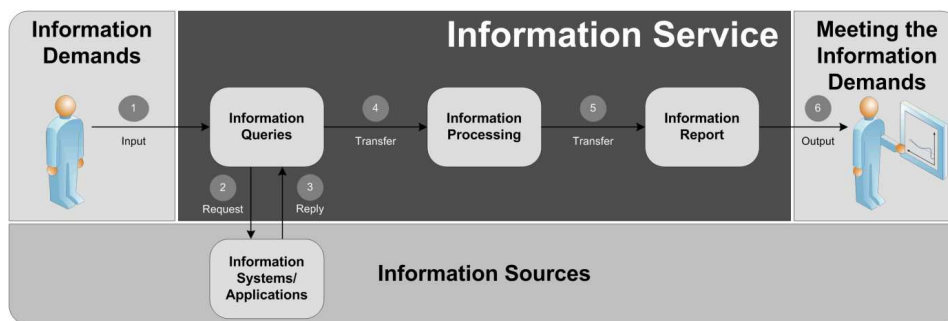 Information
Demands
Information Service
Meeting the
Information
Demands
1
Input
Information
Queries
4
Transfer
Information
Processing
5
Transfer
Information
Report
6
Output
2
Request
3
Reply
Information
Systems/
Applications
Information Sources